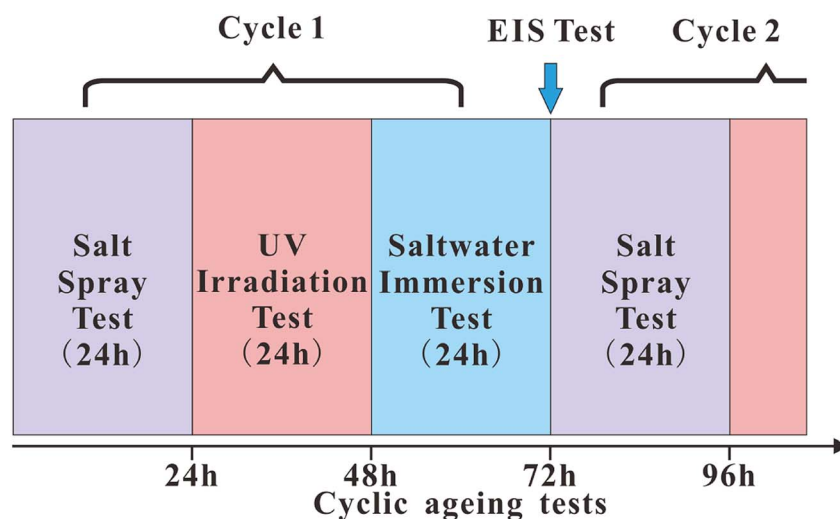 Cycle 1
EIS Test
Cycle 2
Salt
Spray
Test
(24h)
UV
Irradiation
Test
(24h)
Saltwater
Immersion
Test
(24h)
Salt
Spray
Test
(24h)
24h
48h
72h
96h
Cyclic ageing tests